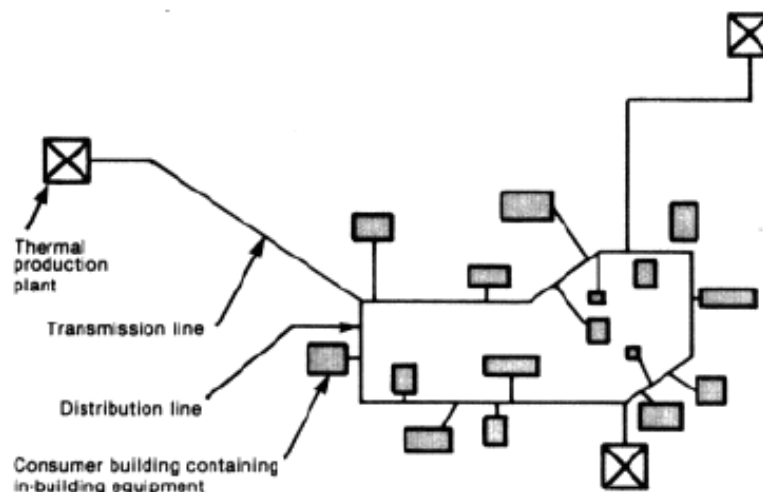 Thermal
production
plant
Transmission line
Distribution line
Consumer building containing
in-building equipment